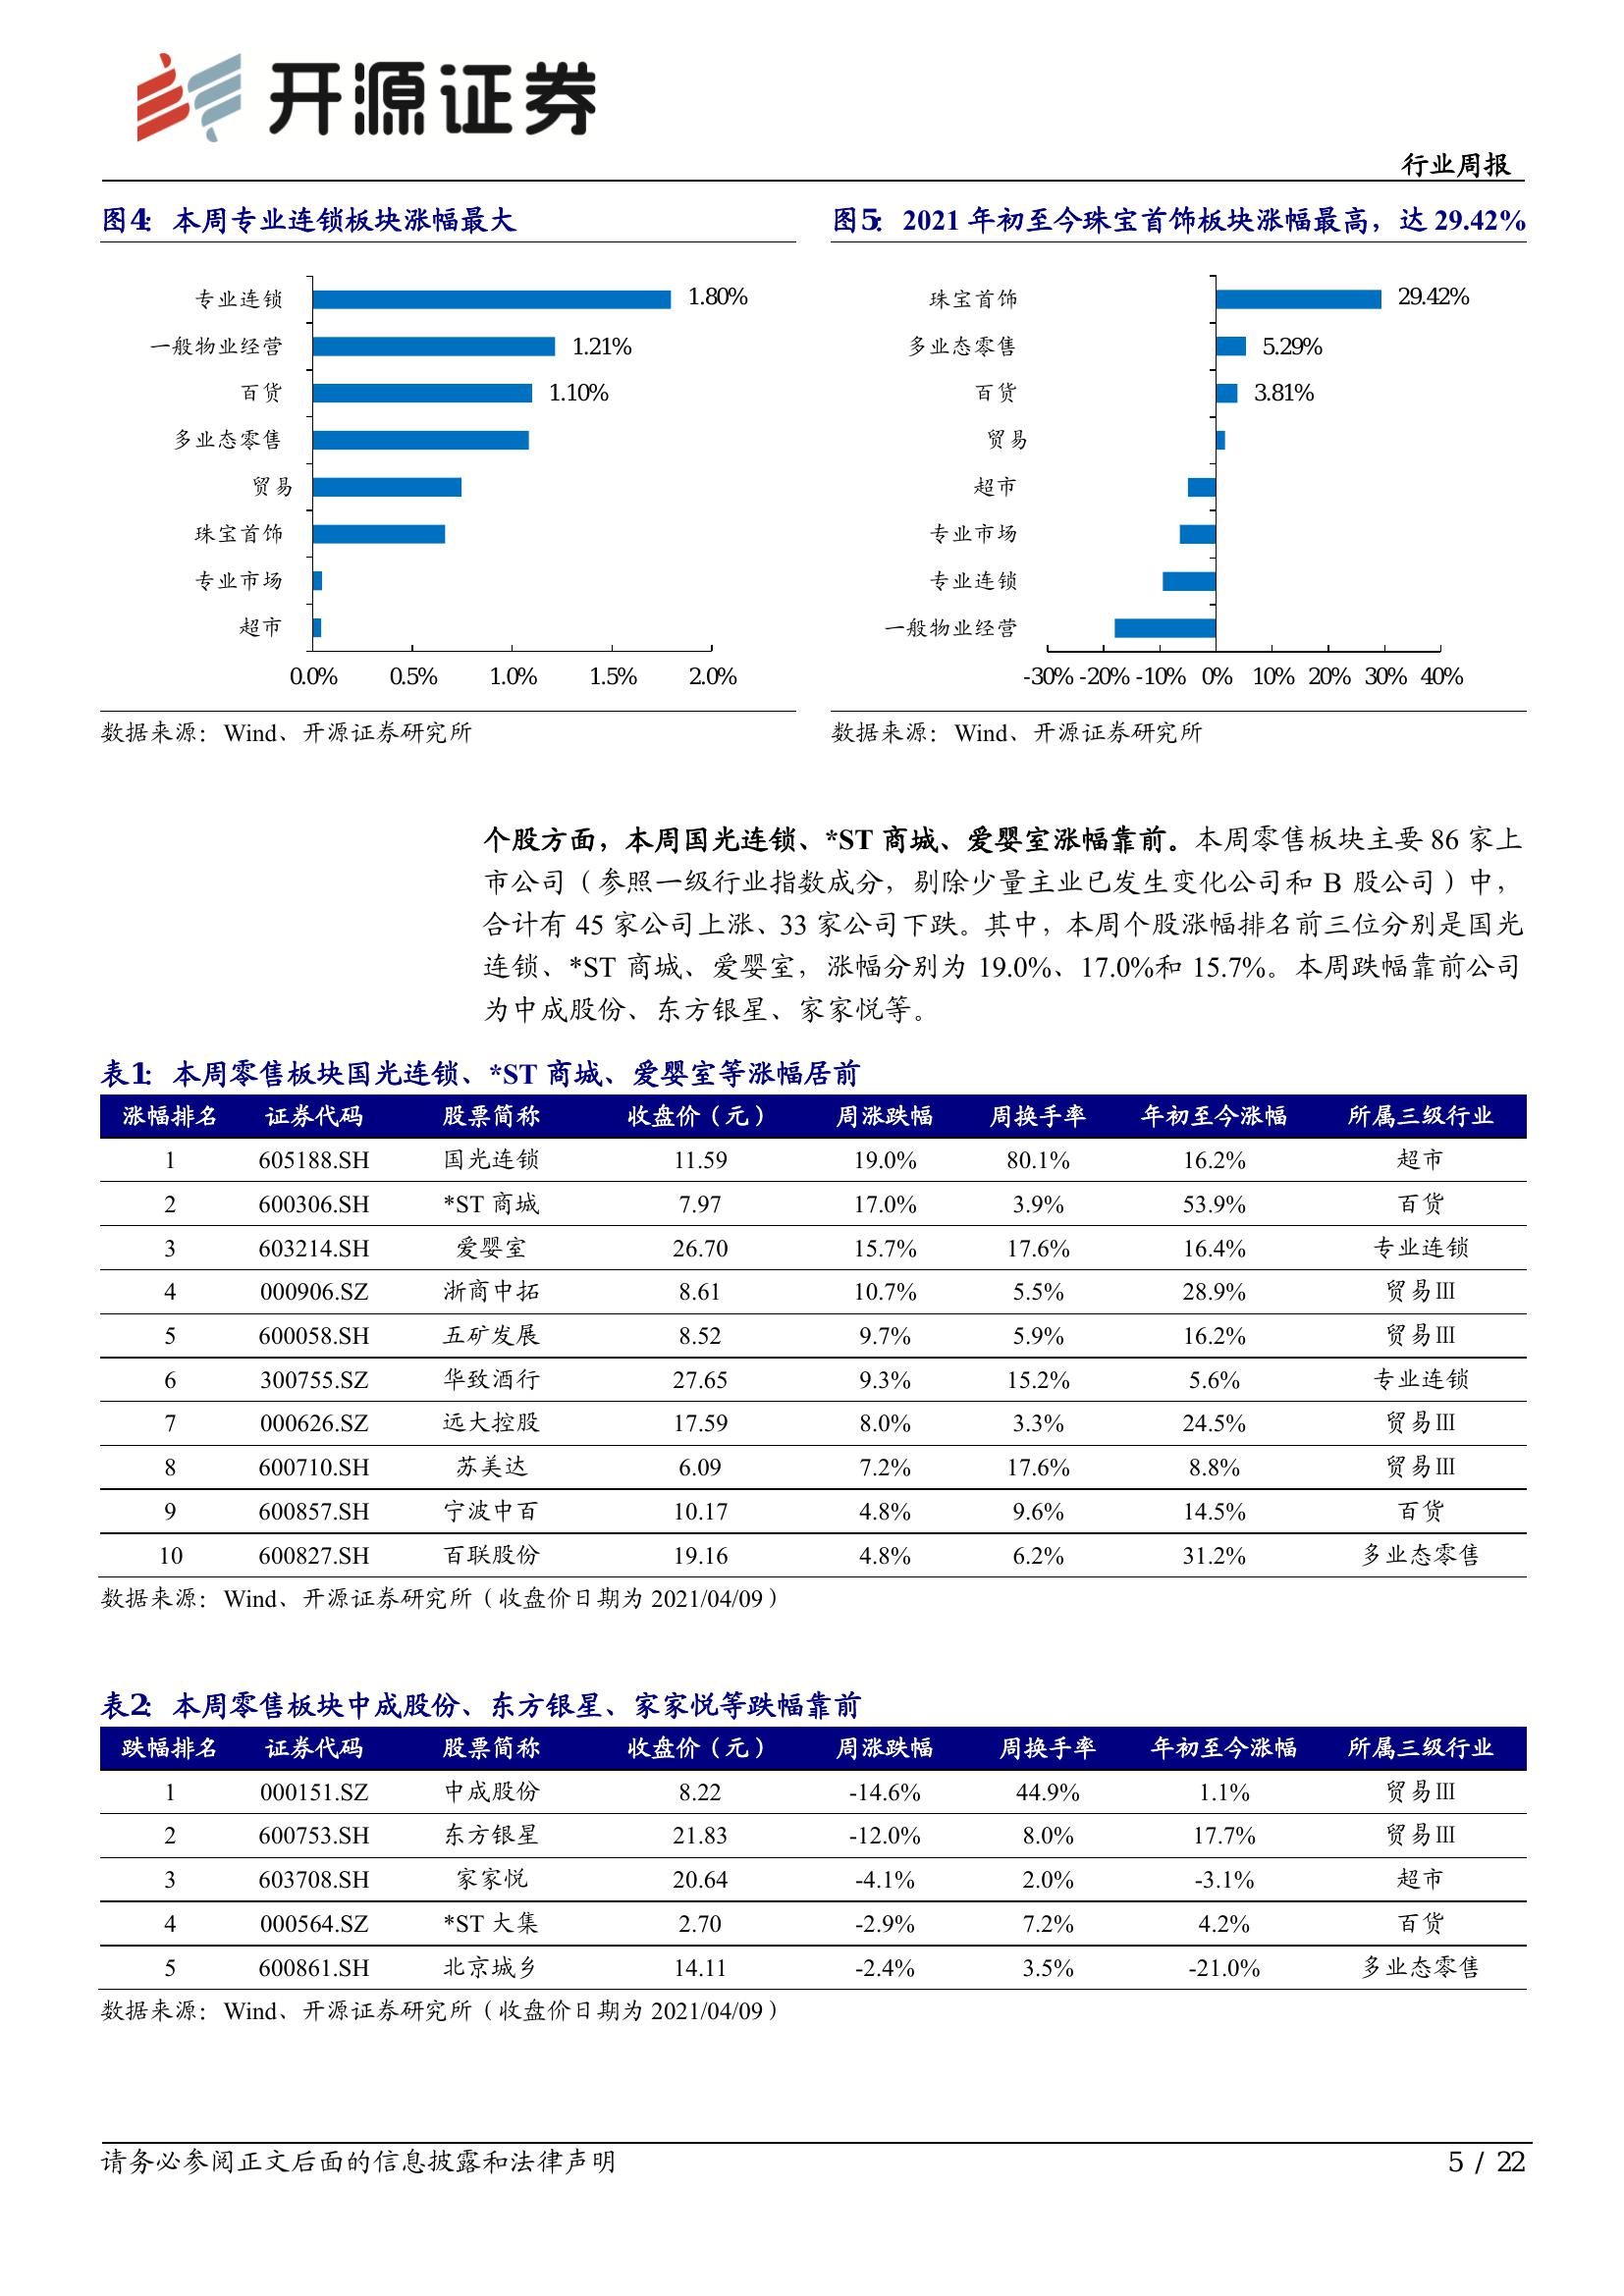 开源证券
行业周报
图4： 本周专业连锁板块涨幅最大
专业连锁 1.80%
一般物业经营 1.21%
百货 1.10%
多业态零售
贸易
珠宝首饰
专业市场
超市
0.0% 0.5% 1.0% 1.5% 2.0%
数据来源：Wind、开源证券研究所
图5： 2021 年初至今珠宝首饰板块涨幅最高，达 29.42%
珠宝首饰 29.42%
多业态零售 5.29%
百货 3.81%
贸易
超市
专业市场
专业连锁
一般物业经营
-30% -20% -10% 0% 10% 20% 30% 40%
数据来源：Wind、开源证券研究所
个股方面，本周国光连锁、*ST 商城、爱婴室涨幅靠前。本周零售板块主要 86 家上
市公司（参照一级行业指数成分，剔除少量主业已发生变化公司和 B 股公司）中，
合计有 45 家公司上涨、33 家公司下跌。其中，本周个股涨幅排名前三位分别是国光
连锁、*ST 商城、爱婴室，涨幅分别为 19.0%、17.0%和 15.7%。本周跌幅靠前公司
为中成股份、东方银星、家家悦等。
表1： 本周零售板块国光连锁、*ST 商城、爱婴室等涨幅居前
涨幅排名 证券代码 股票简称 收盘价（元） 周涨跌幅 周换手率 年初至今涨幅 所属三级行业
1 605188.SH 国光连锁 11.59 19.0% 80.1% 16.2% 超市
2 600306.SH *ST 商城 7.97 17.0% 3.9% 53.9% 百货
3 603214.SH 爱婴室 26.70 15.7% 17.6% 16.4% 专业连锁
4 000906.SZ 浙商中拓 8.61 10.7% 5.5% 28.9% 贸易Ⅲ
5 600058.SH 五矿发展 8.52 9.7% 5.9% 16.2% 贸易Ⅲ
6 300755.SZ 华致酒行 27.65 9.3% 15.2% 5.6% 专业连锁
7 000626.SZ 远大控股 17.59 8.0% 3.3% 24.5% 贸易Ⅲ
8 600710.SH 苏美达 6.09 7.2% 17.6% 8.8% 贸易Ⅲ
9 600857.SH 宁波中百 10.17 4.8% 9.6% 14.5% 百货
10 600827.SH 百联股份 19.16 4.8% 6.2% 31.2% 多业态零售
数据来源：Wind、开源证券研究所（收盘价日期为 2021/04/09）
表2： 本周零售板块中成股份、东方银星、家家悦等跌幅靠前
跌幅排名 证券代码 股票简称 收盘价（元） 周涨跌幅 周换手率 年初至今涨幅 所属三级行业
1 000151.SZ 中成股份 8.22 -14.6% 44.9% 1.1% 贸易Ⅲ
2 600753.SH 东方银星 21.83 -12.0% 8.0% 17.7% 贸易Ⅲ
3 603708.SH 家家悦 20.64 -4.1% 2.0% -3.1% 超市
4 000564.SZ *ST 大集 2.70 -2.9% 7.2% 4.2% 百货
5 600861.SH 北京城乡 14.11 -2.4% 3.5% -21.0% 多业态零售
数据来源：Wind、开源证券研究所（收盘价日期为 2021/04/09）
请务必参阅正文后面的信息披露和法律声明
5 / 22